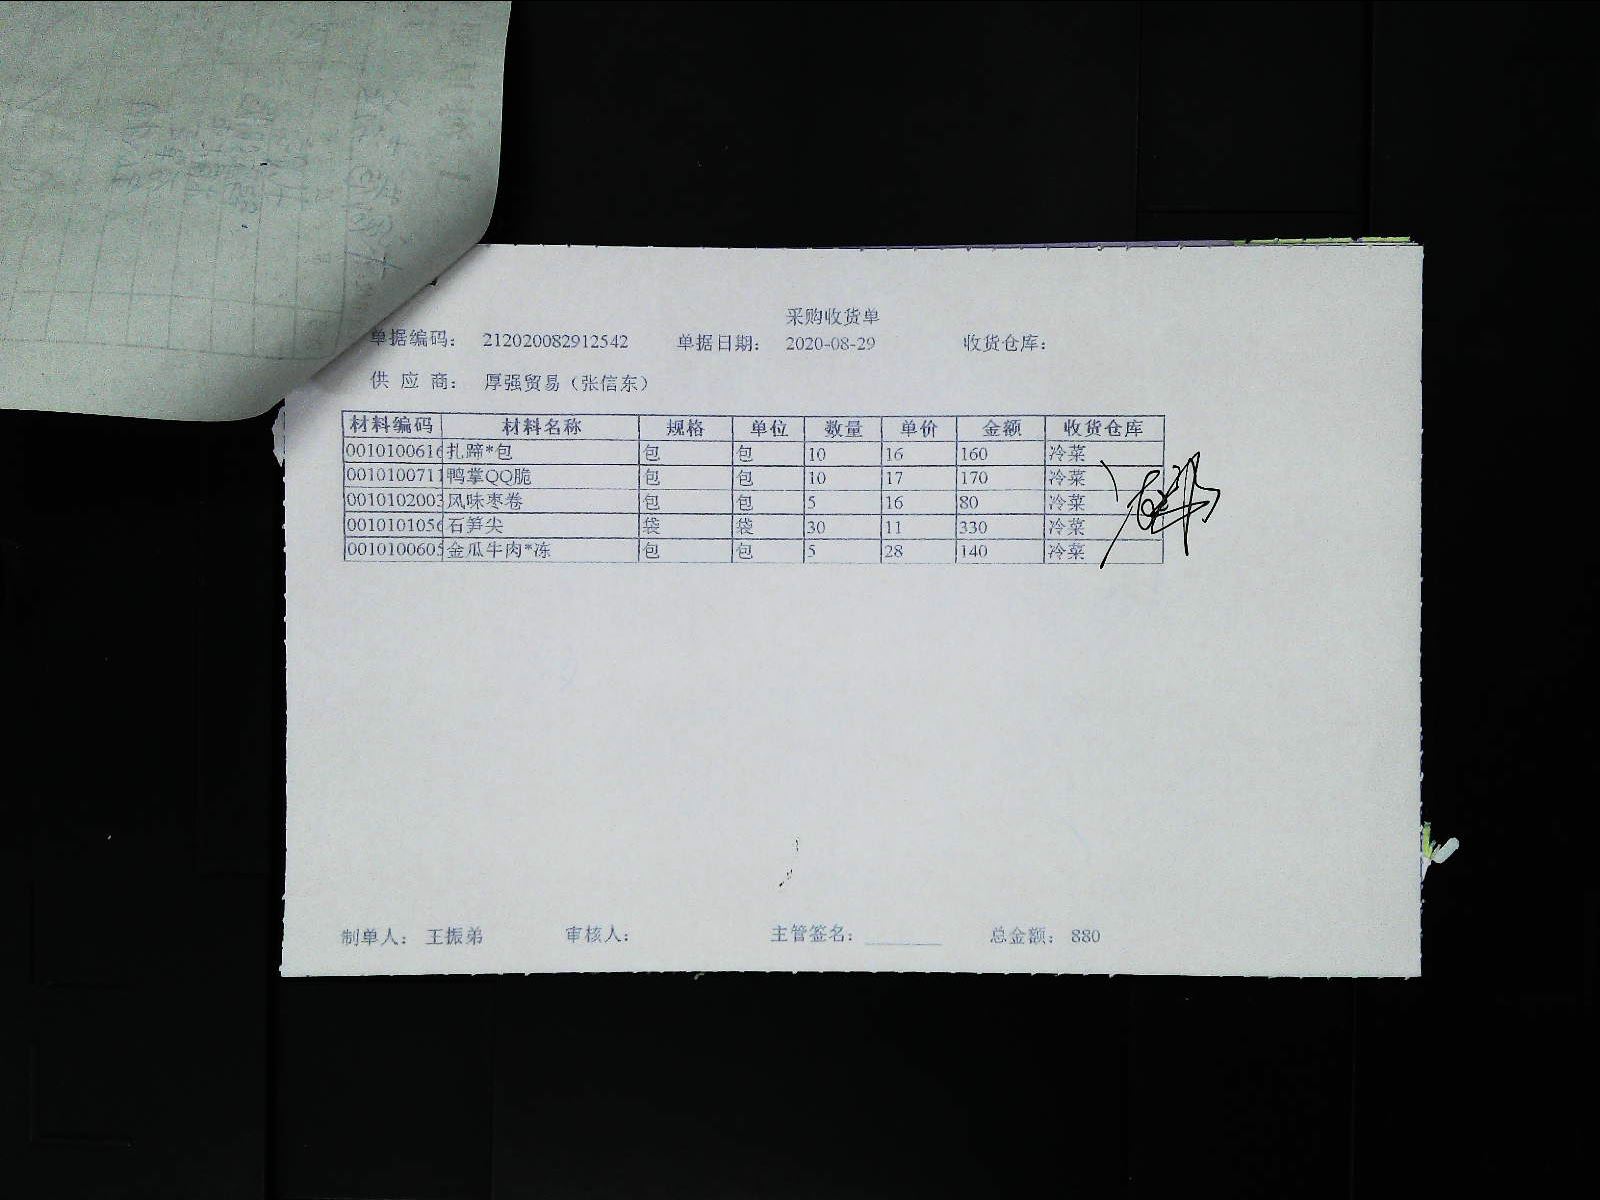 采购收货单
单据编码： 212020082912542 单据日期： 2020-08-29 收货仓库：
供 应 商： 厚强贸易（张信东）
材料编码 材料名称 规格 单位 数量 单价 金额 收货仓库
001010061 扎蹄*包 包 包 10 16 160 冷菜
001010071 鸭掌QQ脆 包 包 10 17 170 冷菜
001010200 风味枣卷 包 包 5 16 80 冷菜
001010105 石笋尖 袋 袋 30 11 330 冷菜
001010060 金瓜牛肉*冻 包 包 5 28 140 冷菜
制单人： 王振弟 审核人： 主管签名： 总金额： 880